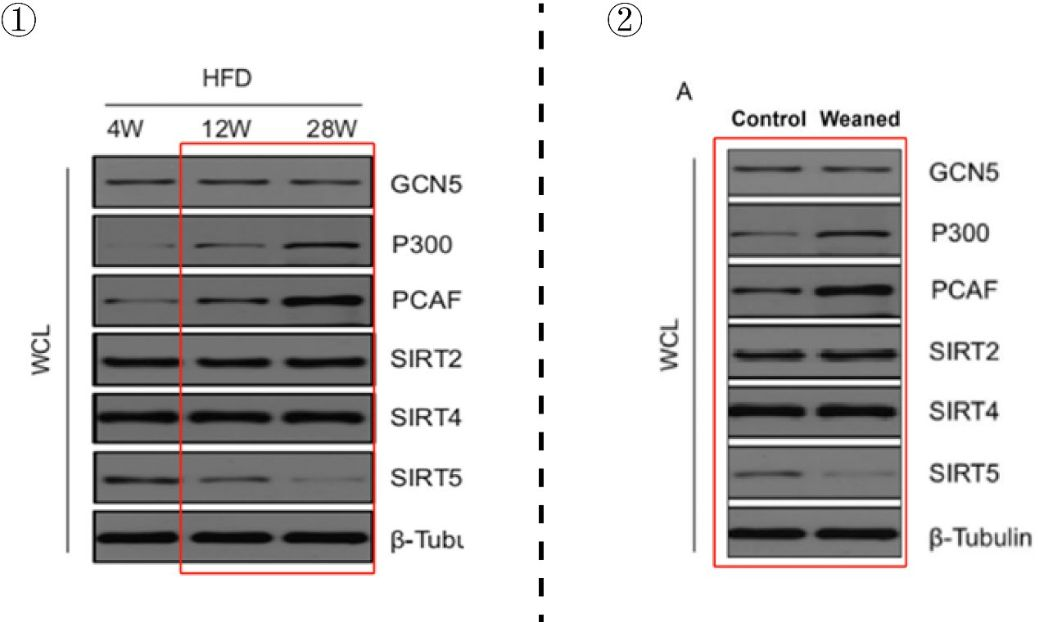 ①
HFD
4W 12W 28W
WCL
GCN5
P300
PCAF
SIRT2
SIRT4
SIRT5
β-Tubu
②
A
Control Weaned
WCL
GCN5
P300
PCAF
SIRT2
SIRT4
SIRT5
β-Tubulin